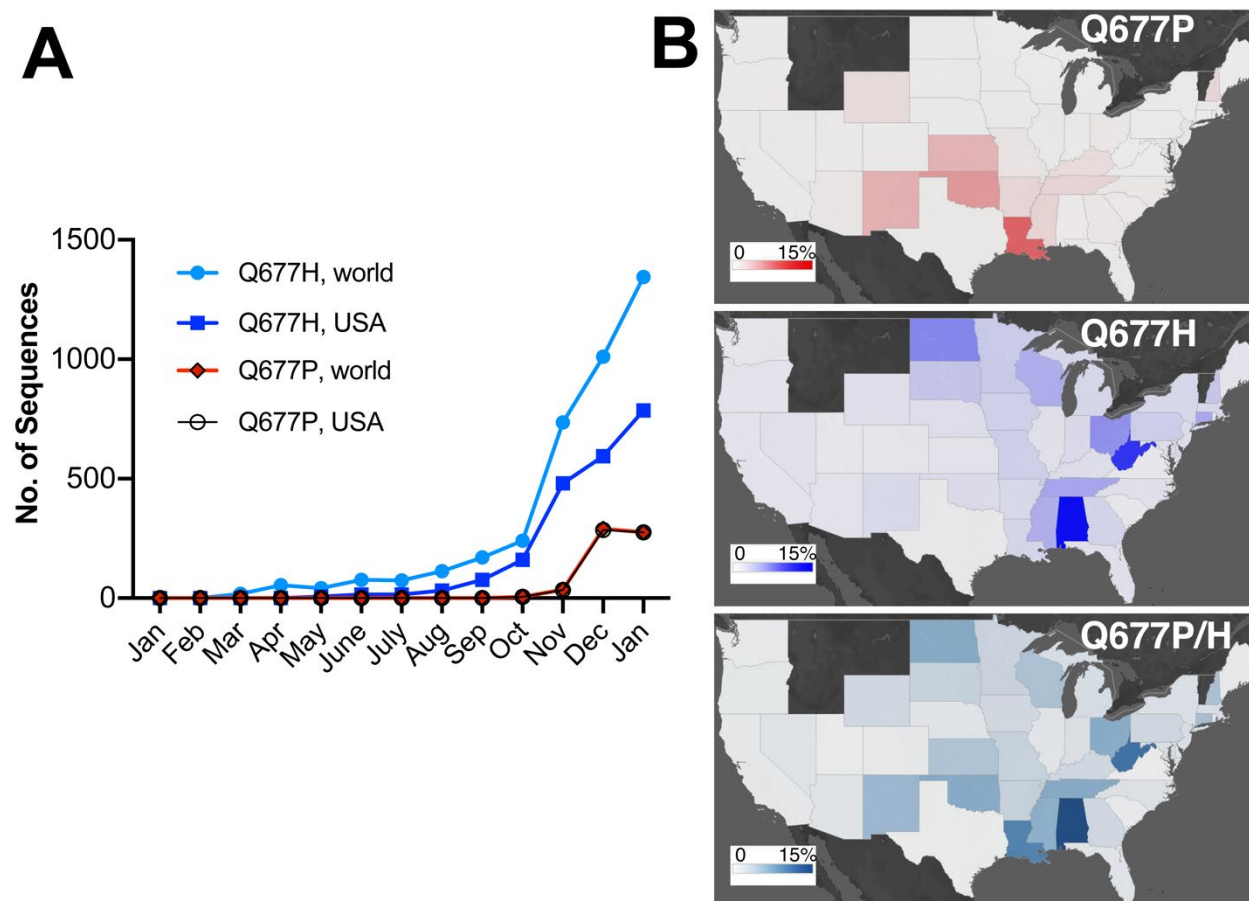 A
1500
1000
500
0
No. of Sequences
Q677H, world
Q677H, USA
Q677P, world
Q677P, USA
Jan
Feb
Mar
Apr
May
June
July
Aug
Sep
Oct
Nov
Dec
Jan
B
Q677P
0 15%
Q677H
0 15%
Q677P/H
0 15%